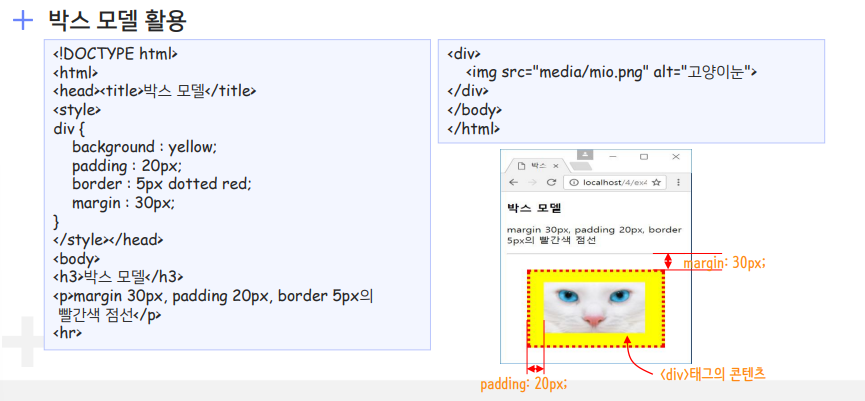 박스 모델 활용
<!DOCTYPE html>
<html>
<head><title>박스 모델</title>
<style>
div {
background : yellow;
padding : 20px;
border : 5px dotted red;
margin : 30px;
}
</style></head>
<body>
<h3>박스 모델</h3>
<p>margin 30px, padding 20px, border 5px의
빨간색 점선</p>
<hr>
<div>
<img src="media/mio.png" alt="고양이눈">
</div>
</body>
</html>
박스
localhost/4/ex4
박스 모델
margin 30px, padding 20px, border
5px의 빨간색 점선
margin: 30px;
padding: 20px;
<div>태그의 콘텐츠